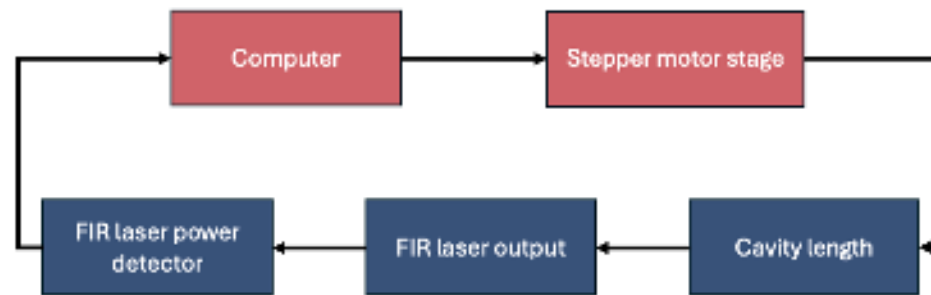 Computer
Stepper motor stage
FIR laser power
detector
FIR laser output
Cavity length